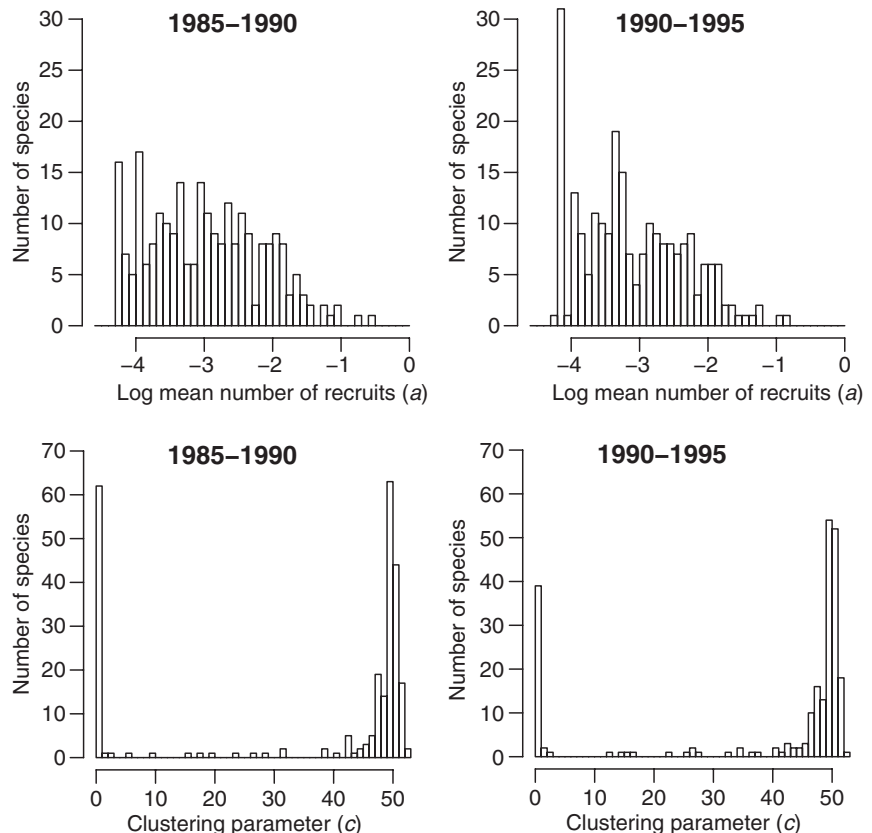 1985–1990
Number of species
30
25
20
15
10
5
0
−4 −3 −2 −1 0
Log mean number of recruits (a)
1990–1995
Number of species
30
25
20
15
10
5
0
−4 −3 −2 −1 0
Log mean number of recruits (a)
1985–1990
Number of species
70
60
50
40
30
20
10
0
0 10 20 30 40 50
Clustering parameter (c)
1990–1995
Number of species
70
60
50
40
30
20
10
0
0 10 20 30 40 50
Clustering parameter (c)